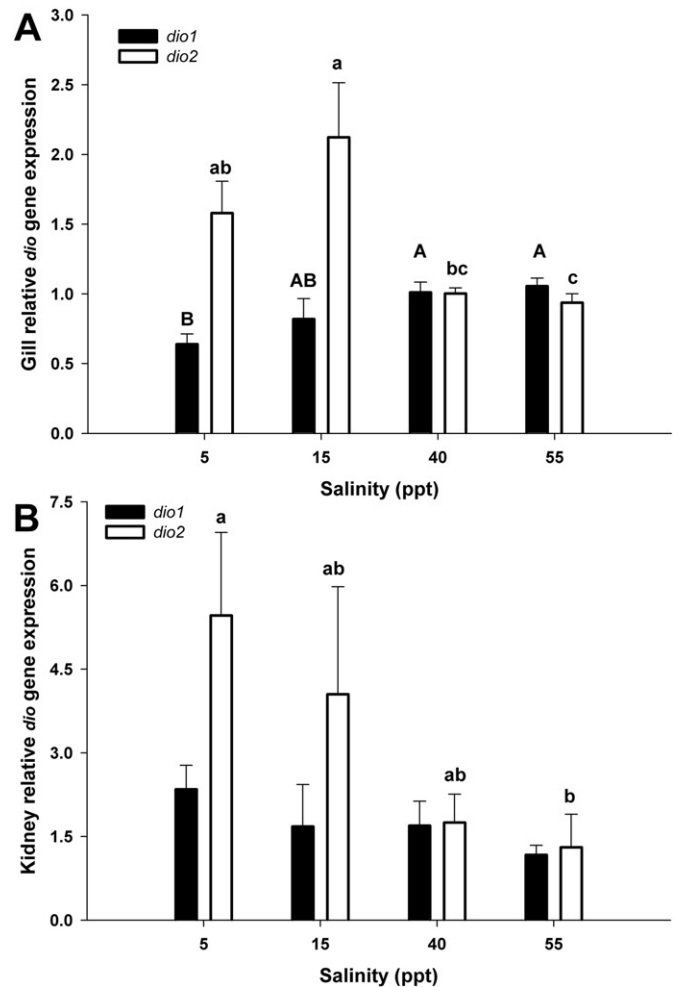 A
3.0
dio1
dio2
2.5
2.0
1.5
1.0
0.5
0.0
Gill relative dio gene expression
B
ab
AB
a
A
bc
A
c
5 15 40 55
Salinity (ppt)
B
7.5
dio1
dio2
6.0
4.5
3.0
1.5
0.0
Kidney relative dio gene expression
a
ab
ab
b
5 15 40 55
Salinity (ppt)